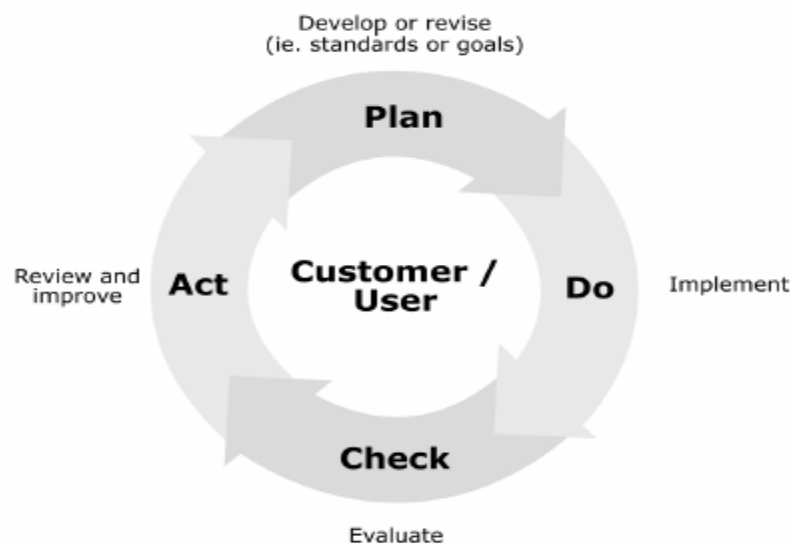 Develop or revise
(ie. standards or goals)
Plan
Review and
improve
Act
Customer /
User
Do
Implement
Check
Evaluate